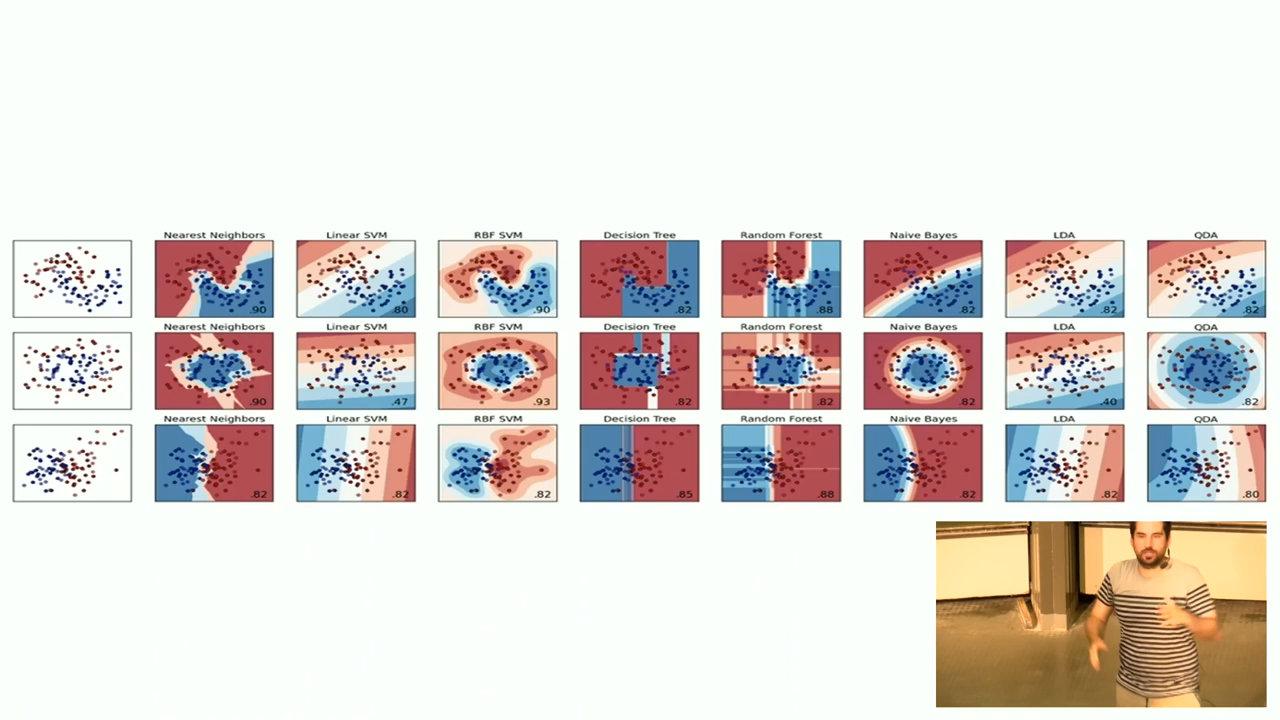 Nearest Neighbors Linear SVM RBF SVM Decision Tree Random Forest Naive Bayes LDA QDA
.90 .80 .90 .82 .88 .82 .82 .82
Nearest Neighbors Linear SVM RBF SVM Decision Tree Random Forest Naive Bayes LDA QDA
.90 .47 .93 .82 .82 .82 .40 .82
Nearest Neighbors Linear SVM RBF SVM Decision Tree Random Forest Naive Bayes LDA QDA
.82 .82 .82 .85 .88 .82 .82 .80